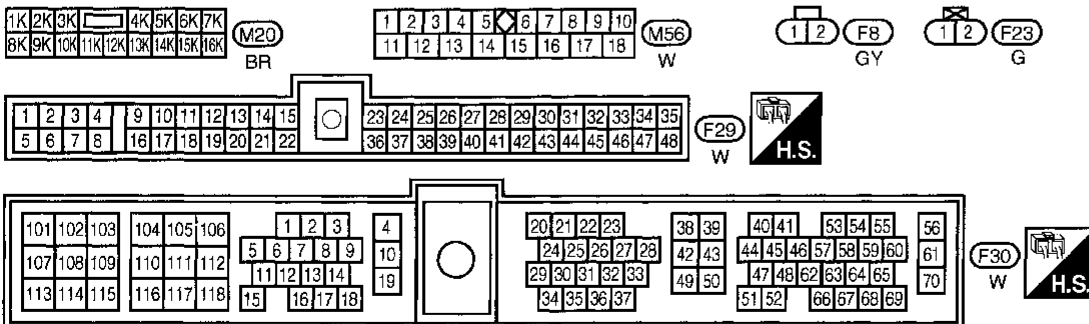 1K 2K 3K 4K 5K 6K 7K
8K 9K 10K 11K 12K 13K 14K 15K 16K
M20
BR
1 2 3 4 5 6 7 8 9 10
11 12 13 14 15 16 17 18
M56
W
1 2
F8
GY
1 2
F23
G
1 2 3 4 9 10 11 12 13 14 15 23 24 25 26 27 28 29 30 31 32 33 34 35
5 6 7 8 16 17 18 19 20 21 22 36 37 38 39 40 41 42 43 44 45 46 47 48
F29
W
H.S.
101 102 103 104 105 106 1 2 3 4 20 21 22 23 38 39 40 41 53 54 55 56
107 108 109 110 111 112 5 6 7 8 9 10 24 25 26 27 28 42 43 44 45 46 57 58 59 60 61
113 114 115 116 117 118 11 12 13 14 19 29 30 31 32 33 49 50 47 48 62 63 64 65 70
15 16 17 18 34 35 36 37 51 52 66 67 68 69
F30
W
H.S.